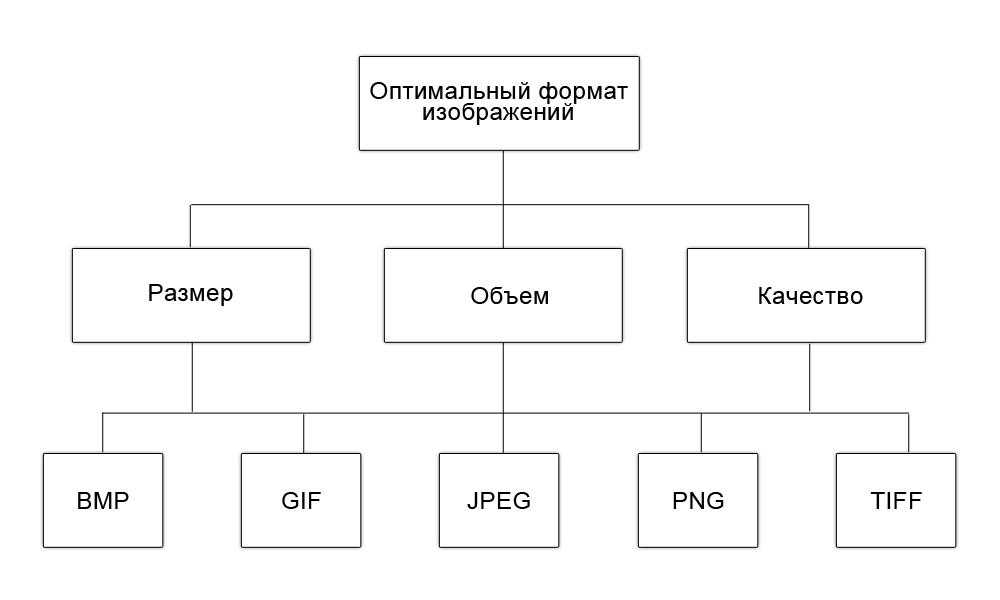 Оптимальный формат
изображений
Размер
Объем
Качество
BMP
GIF
JPEG
PNG
TIFF